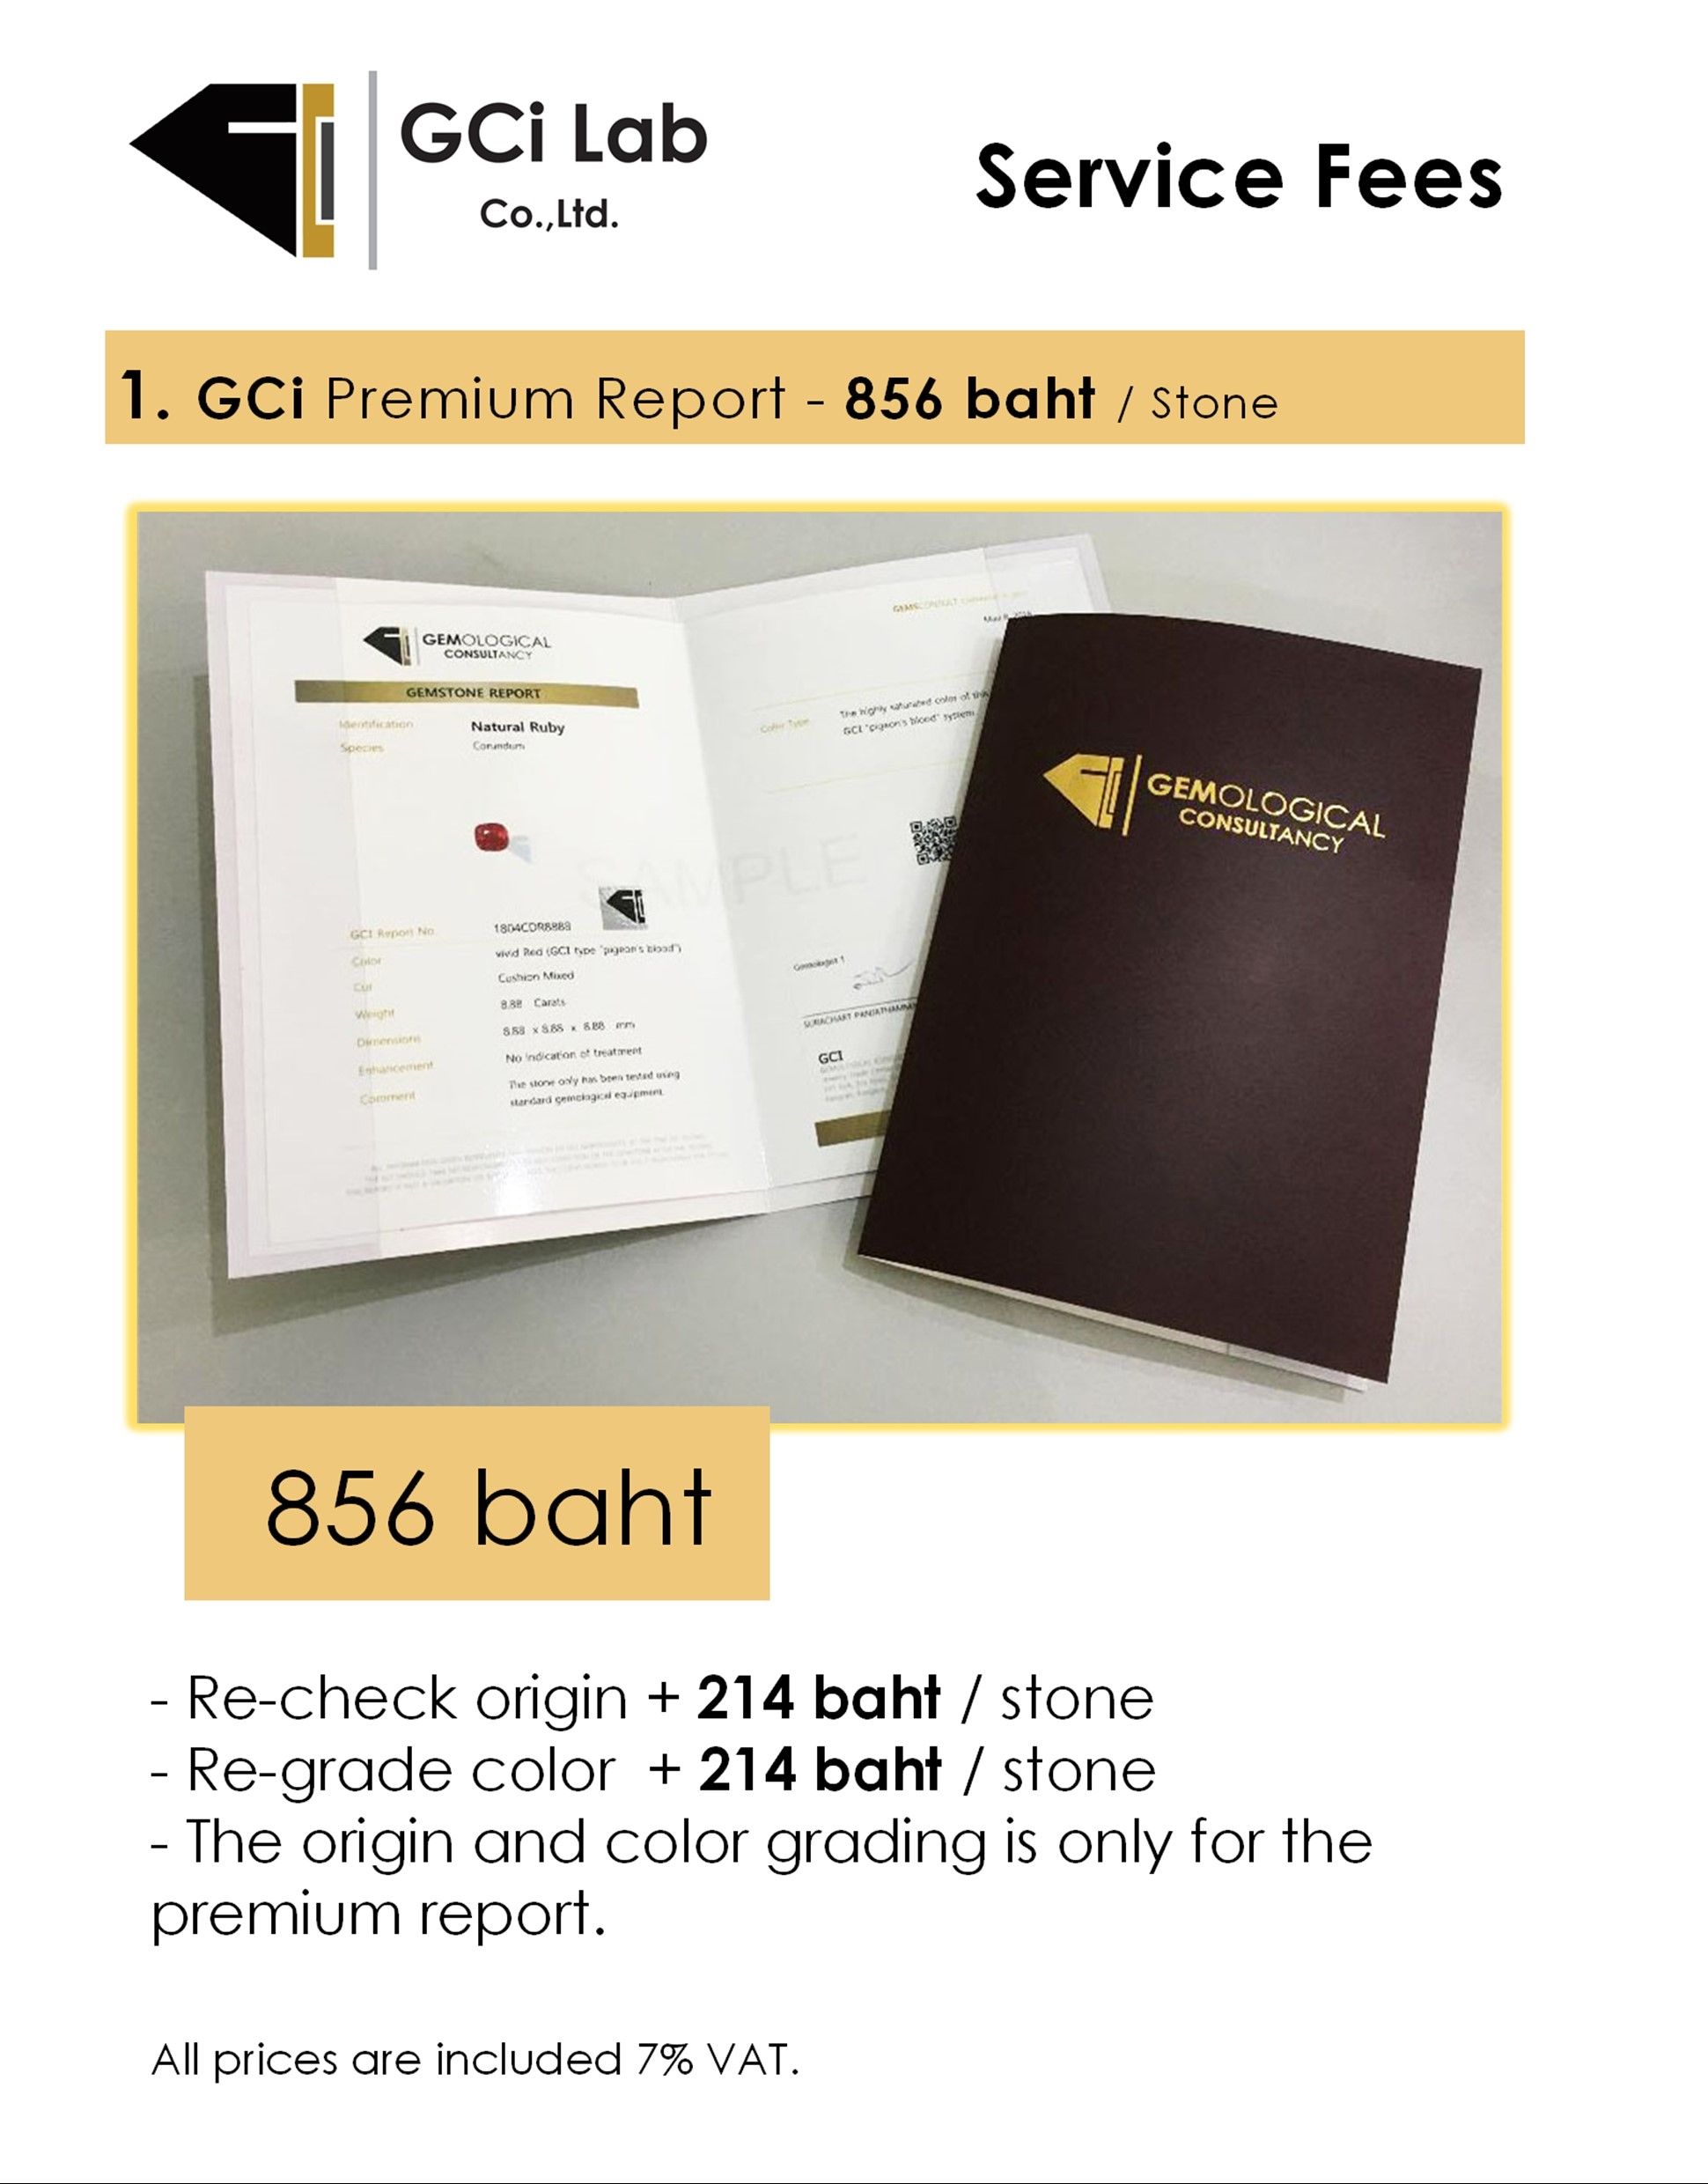 GCi Lab
Co.,Ltd.
Service Fees
1. GCi Premium Report - 856 baht / Stone
GEMOLOGICAL
CONSULTANCY
GEMSTONE REPORT
Identification Natural Ruby
Species Corundum
GCI Report No 1804CDR8888
Color vivid Red (GCI type "pigeon's blood")
Cut Cushion Mixed
Weight 8.88 Carats
Dimensions 8.88 x 8.88 x 8.88 mm
Enhancement No indication of treatment
Comment The stone only has been tested using
standard gemological equipment.
SAMPLE
Color Type The highly saturated color of this
GCI "pigeon's blood" system.
Gemologist 1
SURACHART
GCI
GEMOLOGICAL
CONSULTANCY
856 baht
- Re-check origin + 214 baht / stone
- Re-grade color + 214 baht / stone
- The origin and color grading is only for the
premium report.
All prices are included 7% VAT.